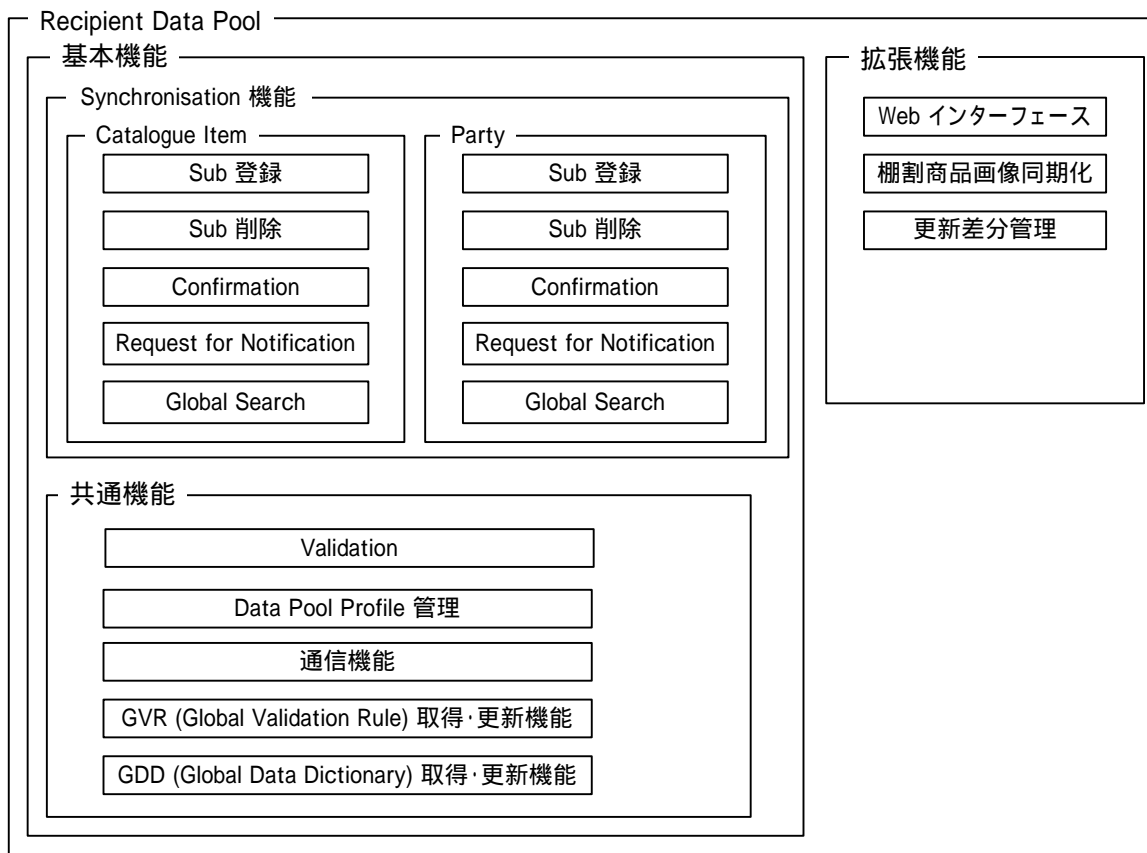 Recipient Data Pool
基本機能
Synchronisation 機能
Catalogue Item
Sub 登録
Sub 削除
Confirmation
Request for Notification
Global Search
Party
Sub 登録
Sub 削除
Confirmation
Request for Notification
Global Search
共通機能
Validation
Data Pool Profile 管理
通信機能
GVR (Global Validation Rule) 取得・更新機能
GDD (Global Data Dictionary) 取得・更新機能
拡張機能
Web インターフェース
棚割商品画像同期化
更新差分管理